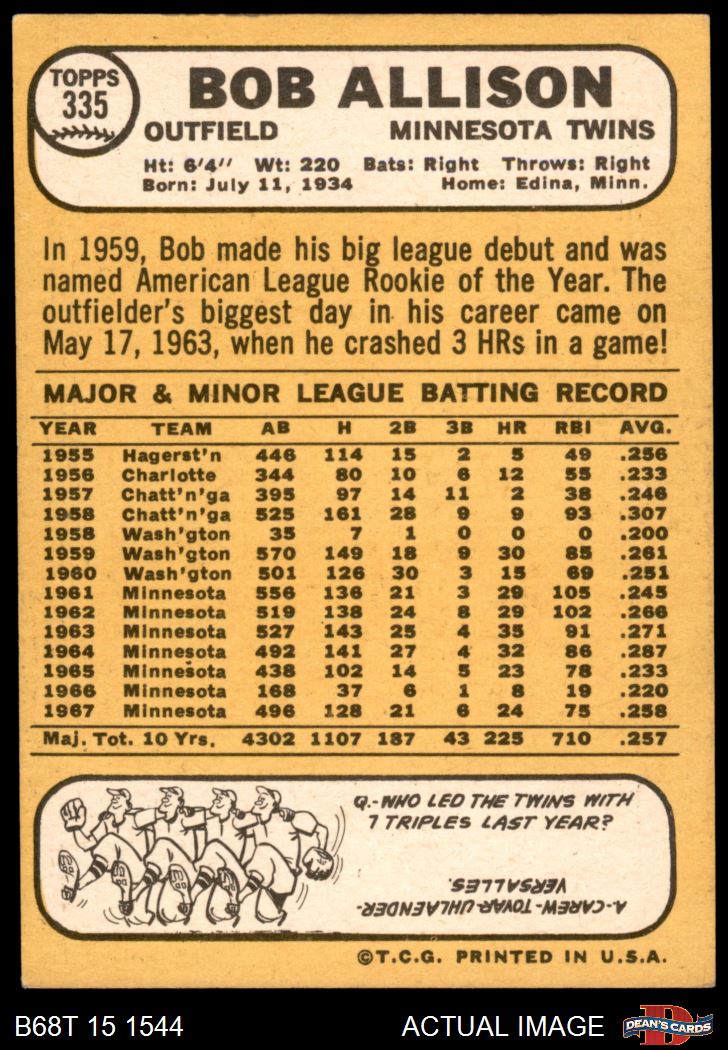 TOPPS
335
BOB ALLISON
OUTFIELD MINNESOTA TWINS
Ht: 6'4" Wt: 220 Bats: Right Throws: Right
Born: July 11, 1934 Home: Edina, Minn.
In 1959, Bob made his big league debut and was
named American League Rookie of the Year. The
outfielder's biggest day in his career came on
May 17, 1963, when he crashed 3 HRs in a game!
MAJOR & MINOR LEAGUE BATTING RECORD
YEAR TEAM AB H 2B 3B HR RBI AVG.
1955 Hagerst'n 446 114 15 2 5 49 .256
1956 Charlotte 344 80 10 6 12 55 .233
1957 Chatt'n'ga 395 97 14 11 2 38 .246
1958 Chatt'n'ga 525 161 28 9 9 93 .307
1958 Wash'gton 35 7 1 0 0 0 .200
1959 Wash'gton 570 149 18 9 30 85 .261
1960 Wash'gton 501 126 30 3 15 69 .251
1961 Minnesota 556 136 21 3 29 105 .245
1962 Minnesota 519 138 24 8 29 102 .266
1963 Minnesota 527 143 25 4 35 91 .271
1964 Minnesota 492 141 27 4 32 86 .287
1965 Minnesota 438 102 14 5 23 78 .233
1966 Minnesota 168 37 6 1 8 19 .220
1967 Minnesota 496 128 21 6 24 75 .258
Maj. Tot. 10 Yrs. 4302 1107 187 43 225 710 .257
Q.-WHO LED THE TWINS WITH
7 TRIPLES LAST YEAR?
A-CAREW-TOVAR-UHLAENDER-
VERSALLES.
©T.C.G. PRINTED IN U.S.A.
B68T 15 1544 ACTUAL IMAGE
D
DEAN'S CARDS